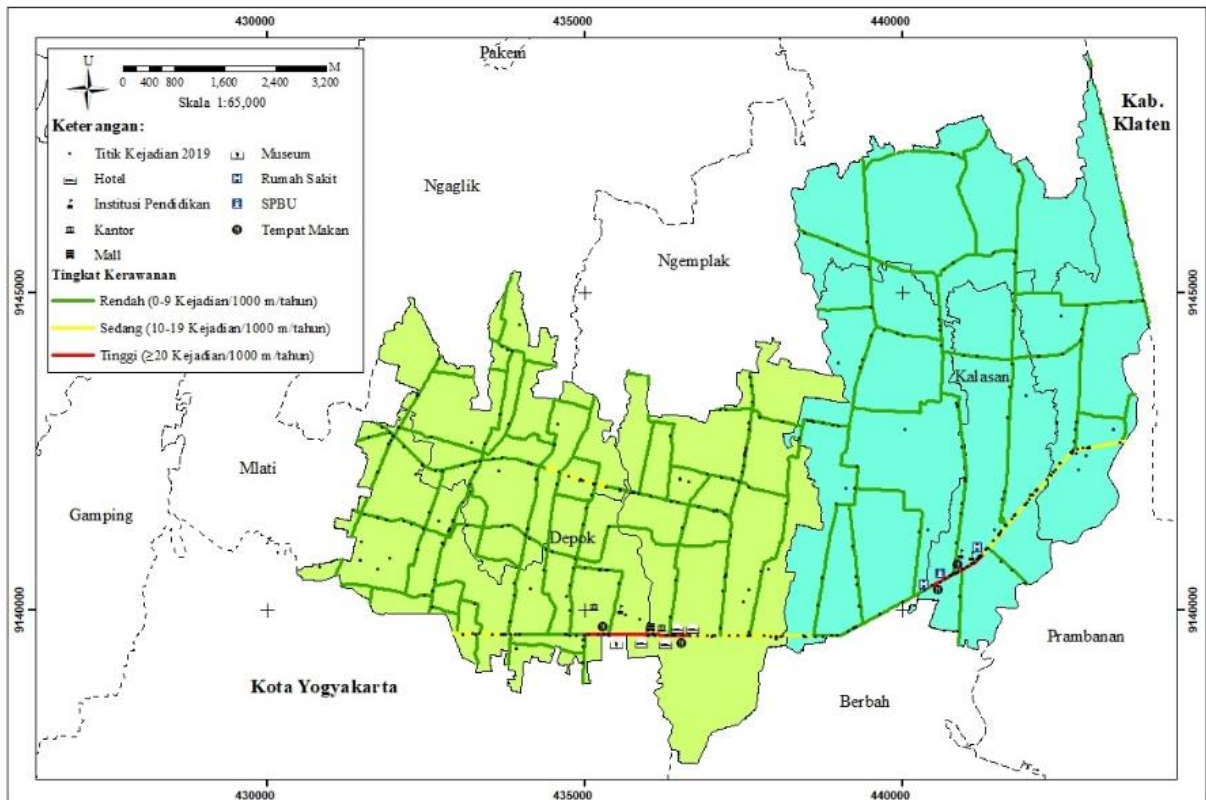 430000 435000 440000
Pakem
U
0 400 800 1,600 2,400 3,200 M
Skala 1:65,000
Keterangan:
Titik Kejadian 2019
Museum
Hotel
Rumah Sakit
Institusi Pendidikan
SPBU
Kantor
Tempat Makan
Mall
Tingkat Kerawanan
Rendah (0-9 Kejadian/1000 m/tahun)
Sedang (10-19 Kejadian/1000 m/tahun)
Tinggi (≥20 Kejadian/1000 m/tahun)
Kab.
Klaten
Ngaglik
Ngemplak
9145000
9145000
Kalasan
Mlati
Gamping
Depok
9140000
9140000
Prambanan
Kota Yogyakarta
Berbah
430000 435000 440000